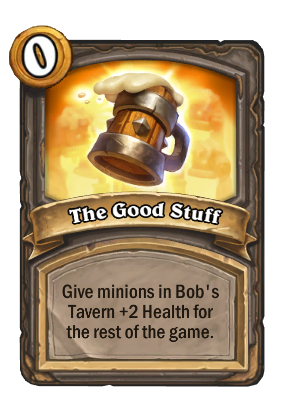 0
The Good Stuff
Give minions in Bob's
Tavern +2 Health for
the rest of the game.